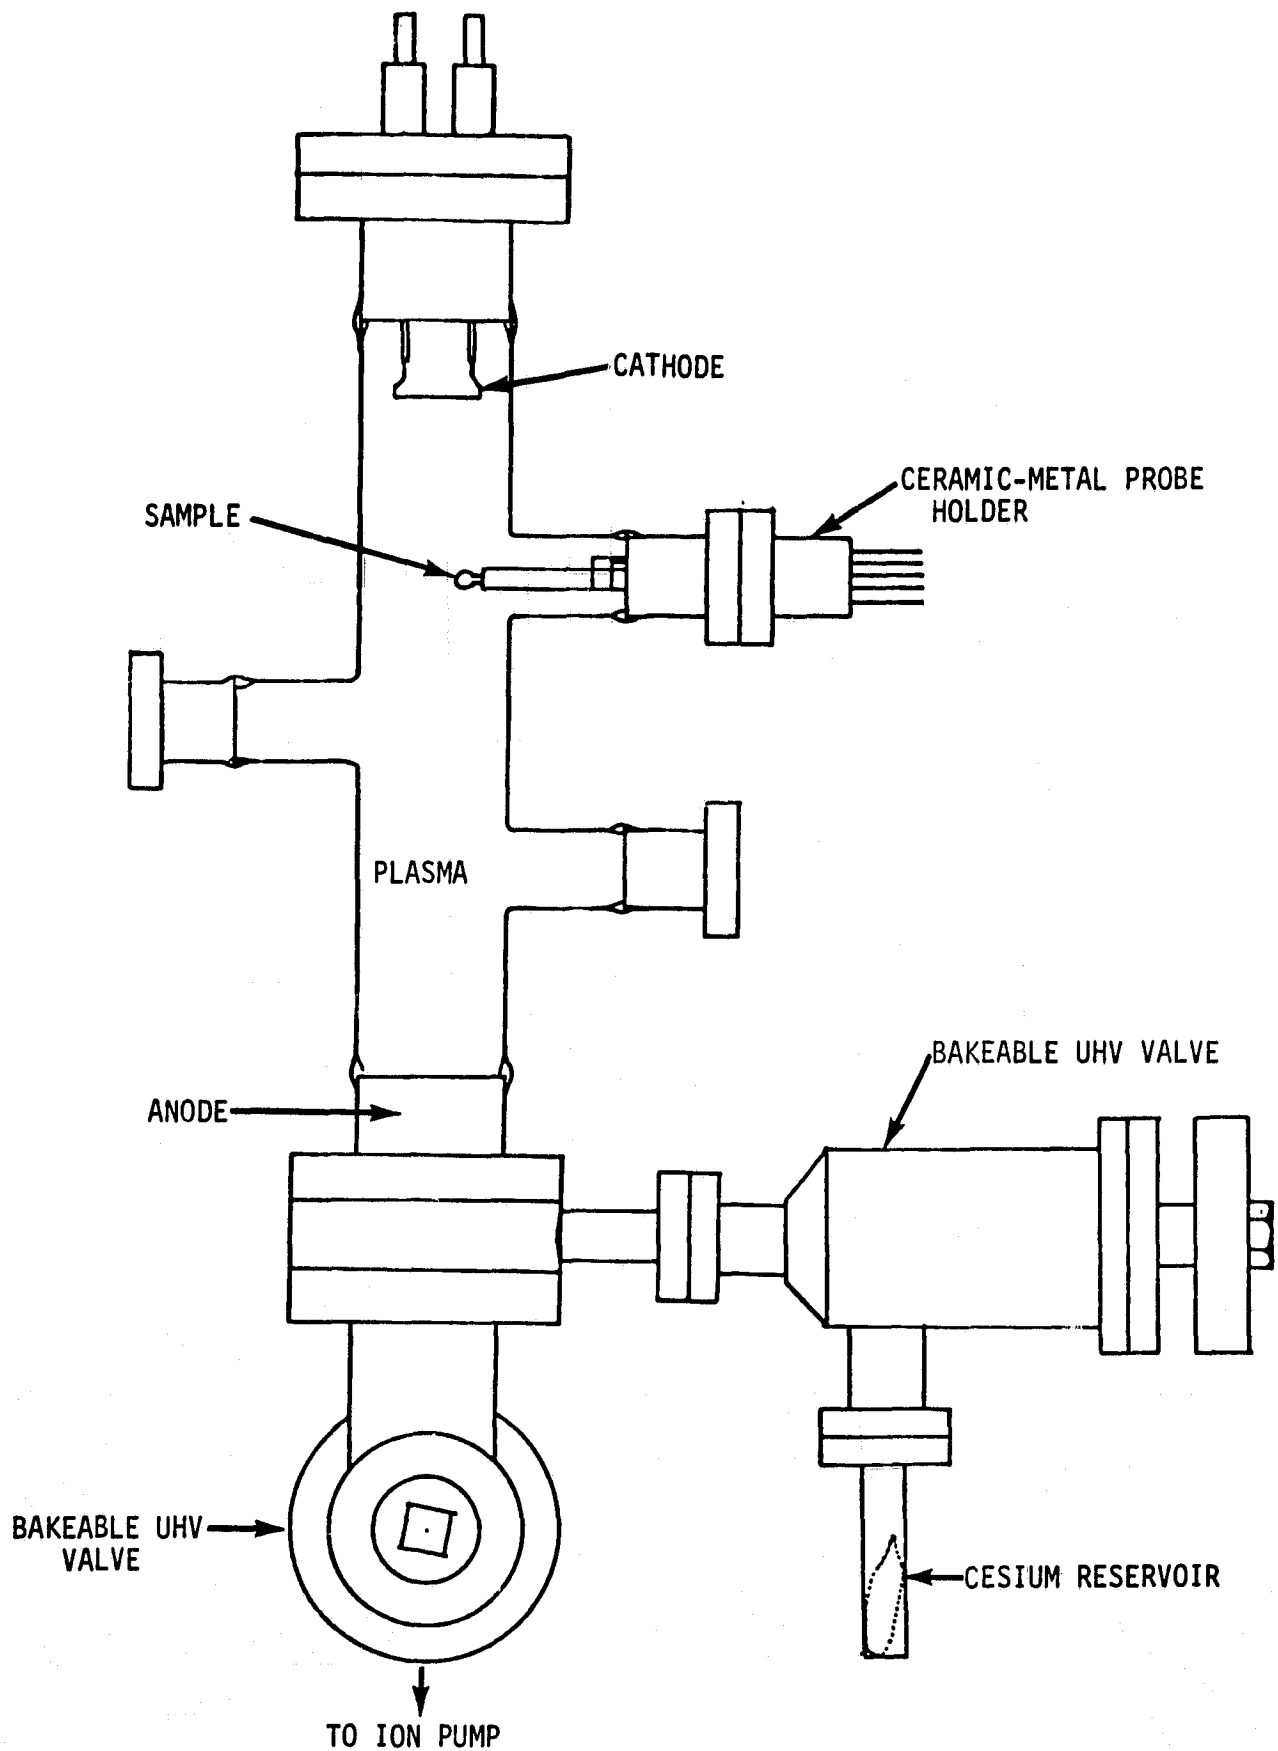 CATHODE
CERAMIC-METAL PROBE
HOLDER
SAMPLE
PLASMA
BAKEABLE UHV VALVE
ANODE
BAKEABLE UHV
VALVE
CESIUM RESERVOIR
TO ION PUMP